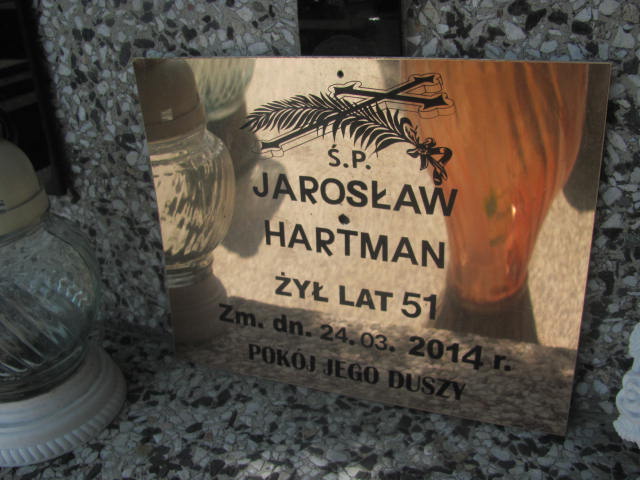 Ś.P.
JAROSŁAW
HARTMAN
ŻYŁ LAT 51
Zm. dn. 24.03. 2014 r.
POKÓJ JEGO DUSZY